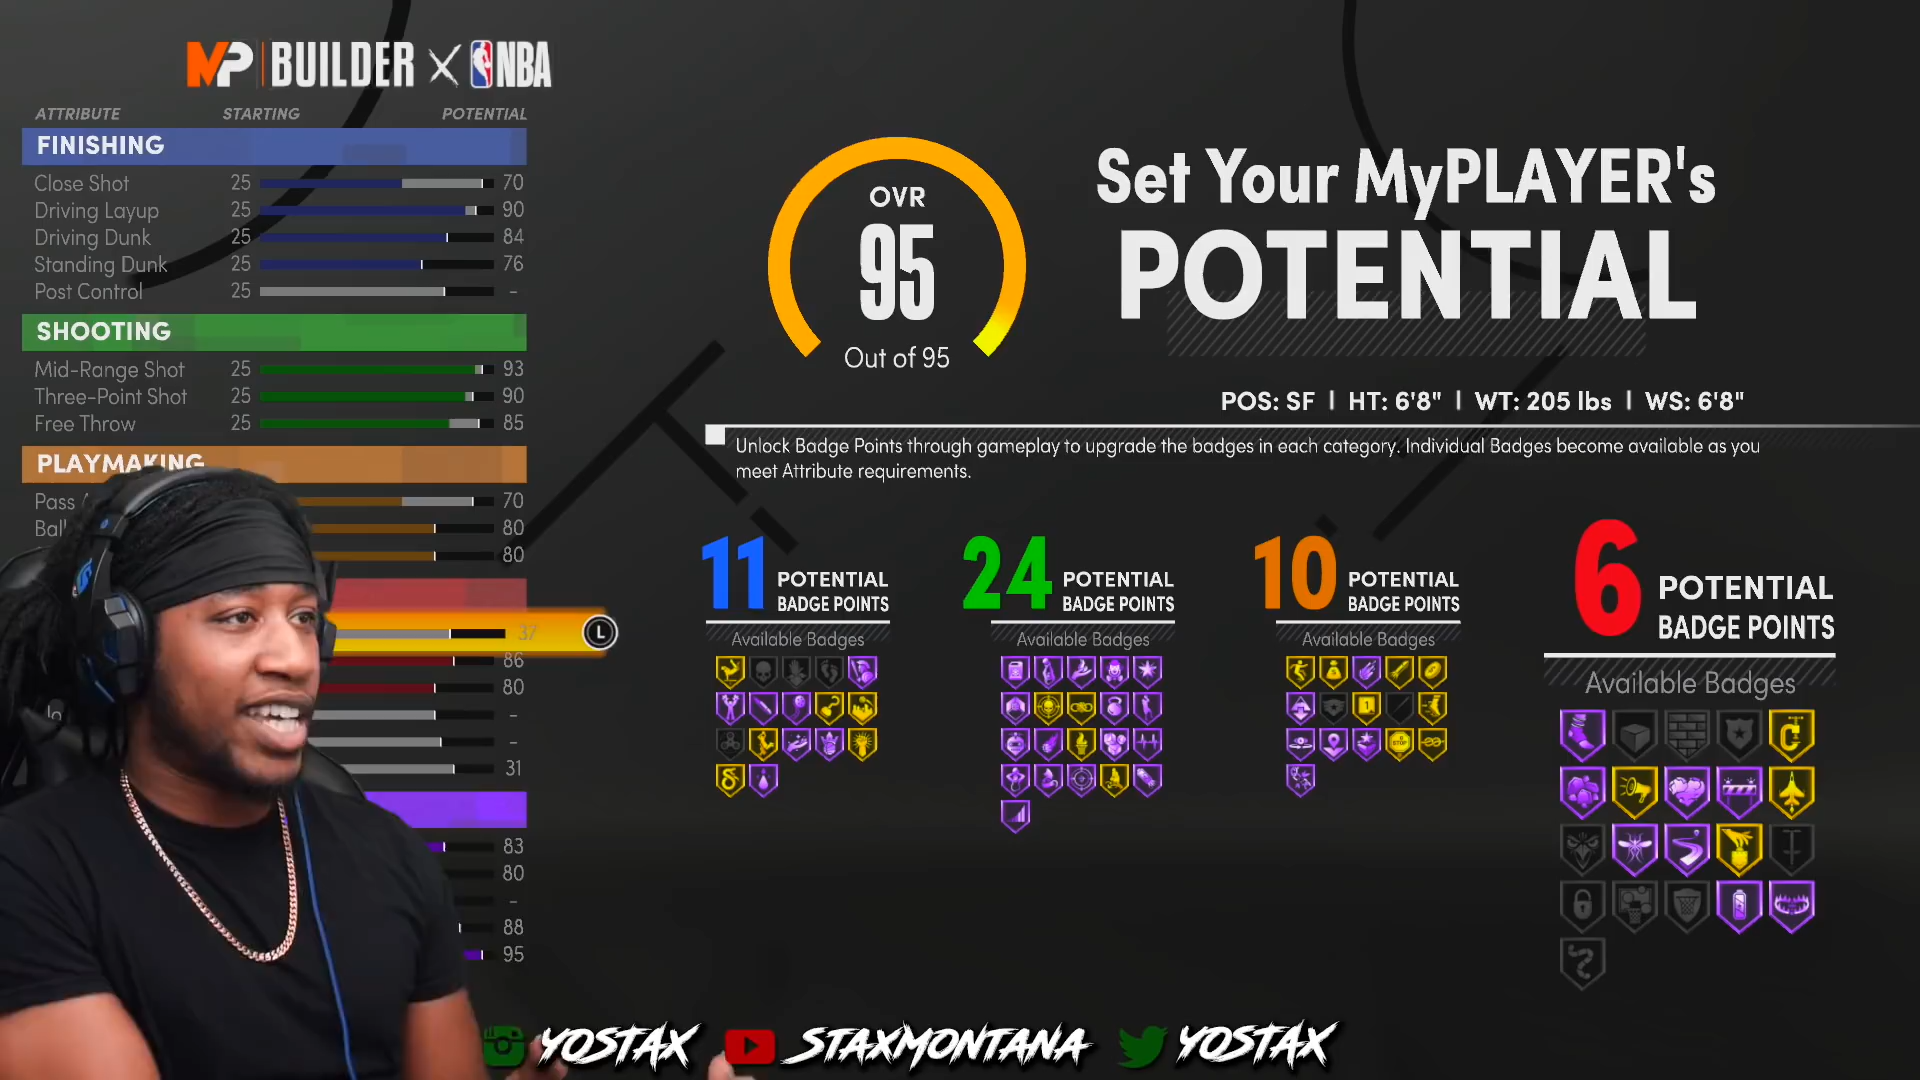 MP BUILDER X NBA
ATTRIBUTE STARTING POTENTIAL
FINISHING
Close Shot 25 70
Driving Layup 25 90
Driving Dunk 25 84
Standing Dunk 25 76
Post Control 25 -
SHOOTING
Mid-Range Shot 25 93
Three-Point Shot 25 90
Free Throw 25 85
PLAYMAKING
Pass 70
Ball 80
80
37 L
86
80
-
-
31
83
80
-
88
95
OVR
95
Out of 95
Set Your MyPLAYER's
POTENTIAL
POS: SF | HT: 6'8" | WT: 205 lbs | WS: 6'8"
Unlock Badge Points through gameplay to upgrade the badges in each category. Individual Badges become available as you
meet Attribute requirements.
11 POTENTIAL BADGE POINTS
Available Badges
24 POTENTIAL BADGE POINTS
Available Badges
10 POTENTIAL BADGE POINTS
Available Badges
6 POTENTIAL BADGE POINTS
Available Badges
YOSTAX STAXMONTANA YOSTAX